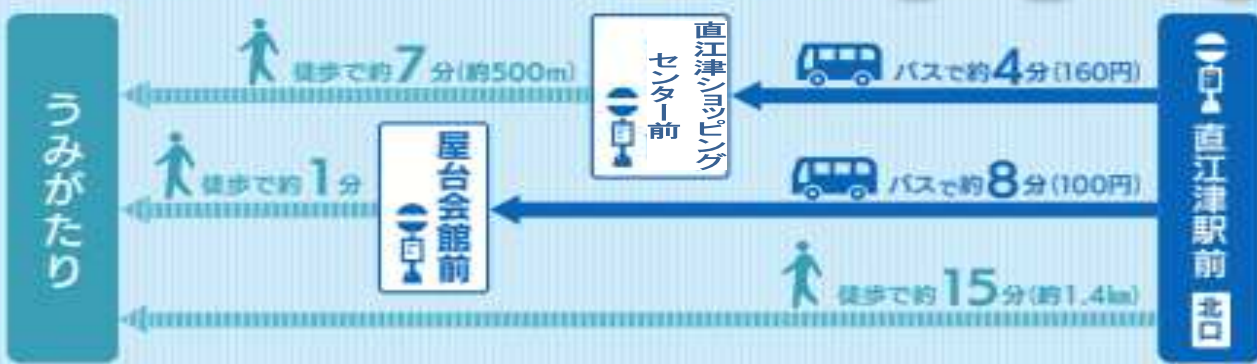 うみがたり
徒歩で約7分(約500m)
直江津ショッピング
センター前
バスで約4分(160円)
徒歩で約1分
屋台会館前
バスで約8分(100円)
徒歩で約15分(約1.4km)
直江津駅前
北口